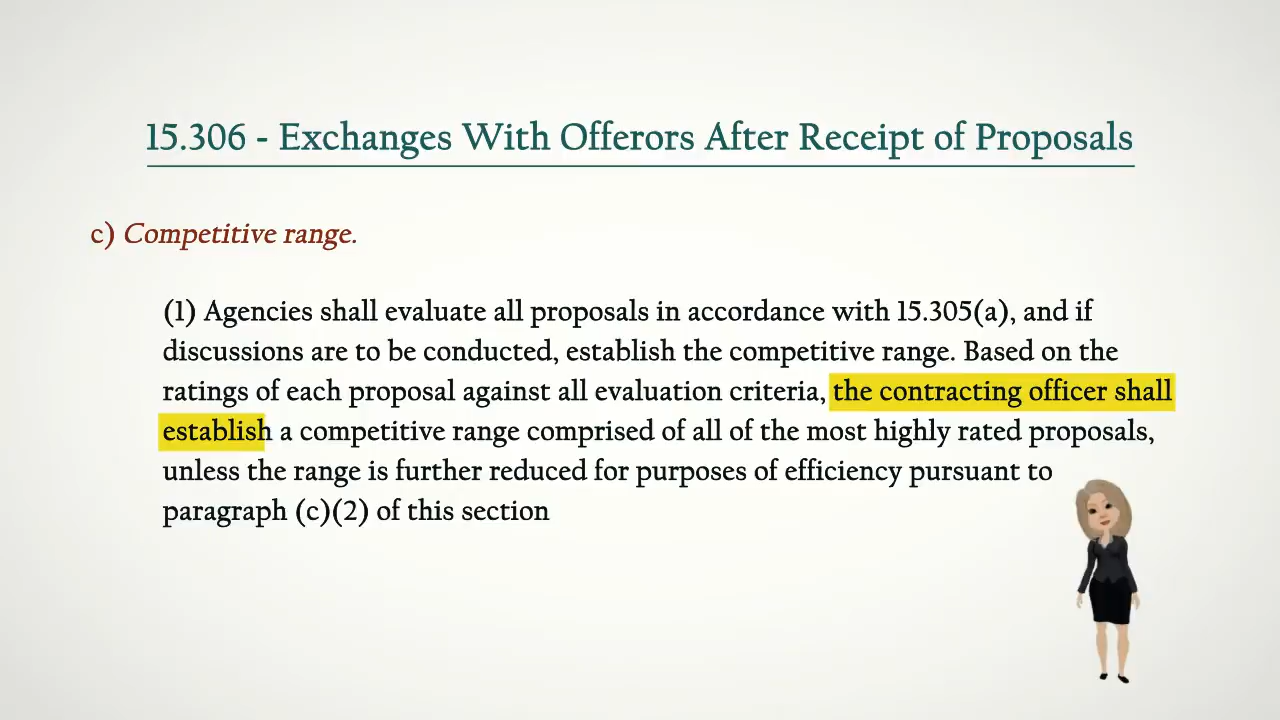 15.306 - Exchanges With Offerors After Receipt of Proposals
c) Competitive range.
(1) Agencies shall evaluate all proposals in accordance with 15.305(a), and if
discussions are to be conducted, establish the competitive range. Based on the
ratings of each proposal against all evaluation criteria, the contracting officer shall
establish a competitive range comprised of all of the most highly rated proposals,
unless the range is further reduced for purposes of efficiency pursuant to
paragraph (c)(2) of this section